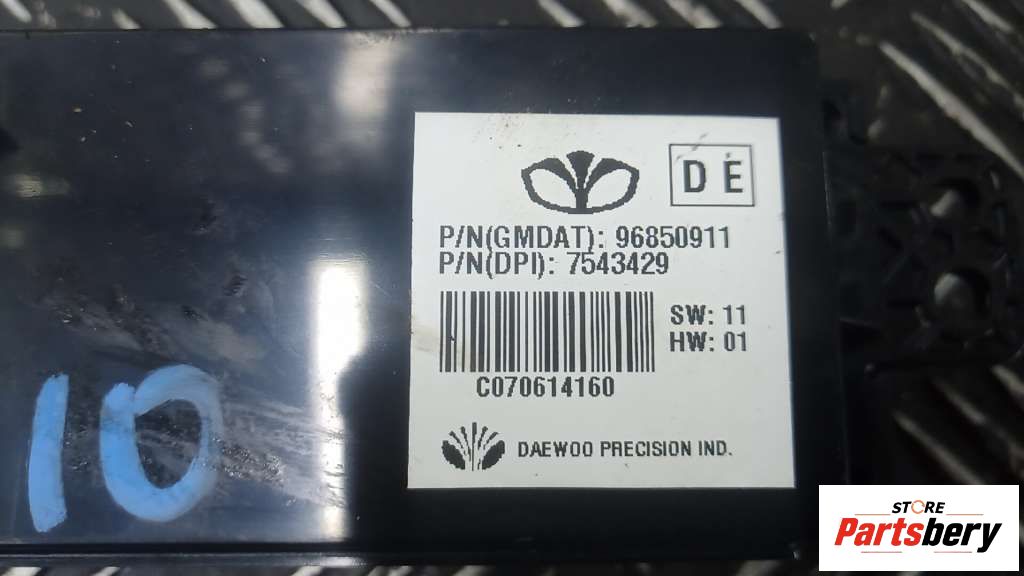 D E
P/N(GMDAT): 96850911
P/N(DPI): 7543429
SW: 11
HW: 01
C070614160
DAEWOO PRECISION IND.
10
STORE
Partsbery